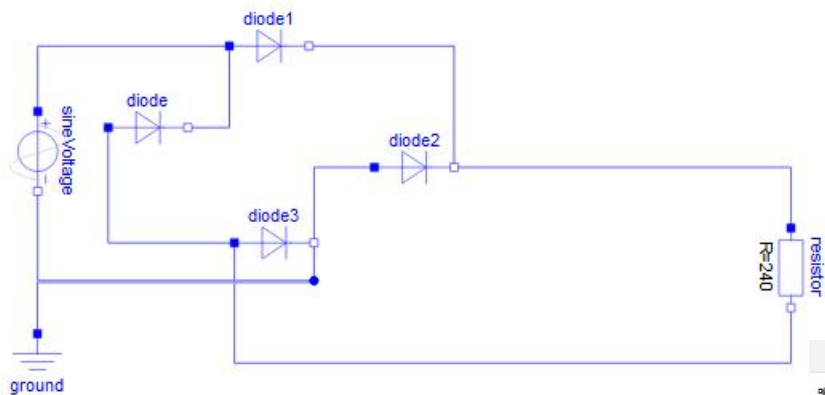 diode1
diode
sineVoltage
+
-
diode2
diode3
resistor
R=240
ground